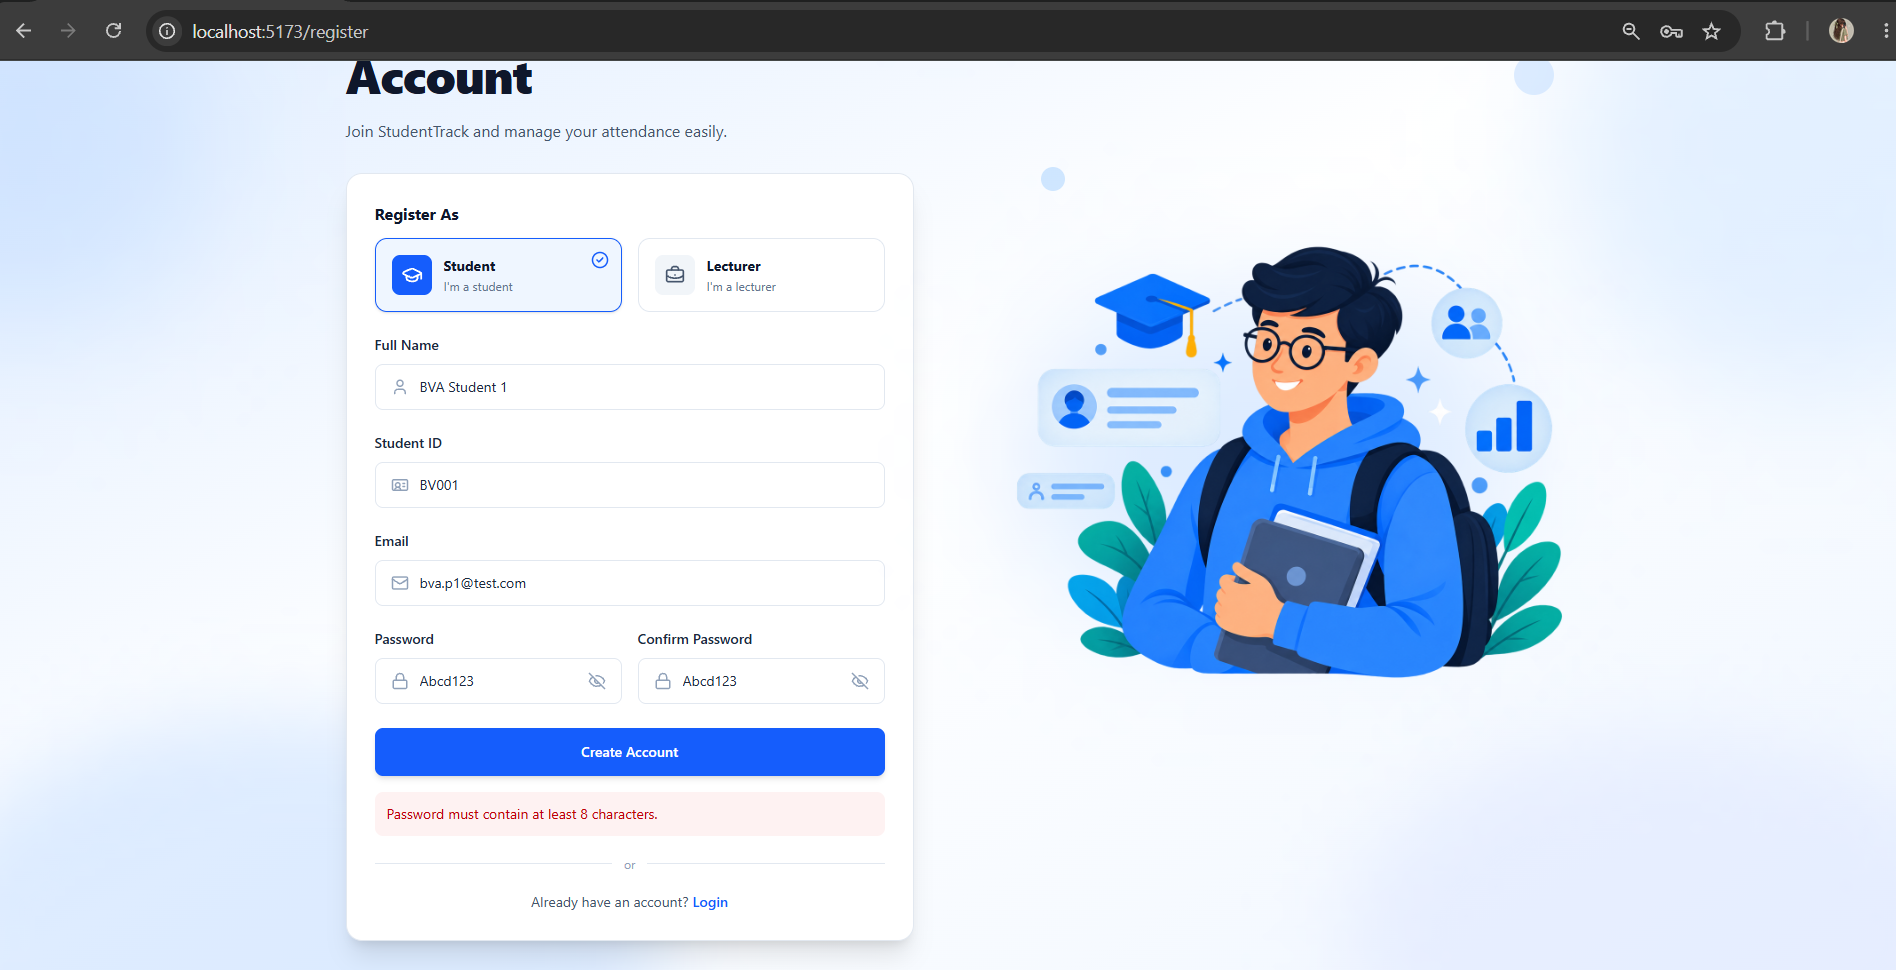 localhost:5173/register
Account
Join StudentTrack and manage your attendance easily.
Register As
Student
I'm a student
Lecturer
I'm a lecturer
Full Name
BVA Student 1
Student ID
BV001
Email
bva.p1@test.com
Password
Confirm Password
Abcd123
Abcd123
Create Account
Password must contain at least 8 characters.
or
Already have an account? Login